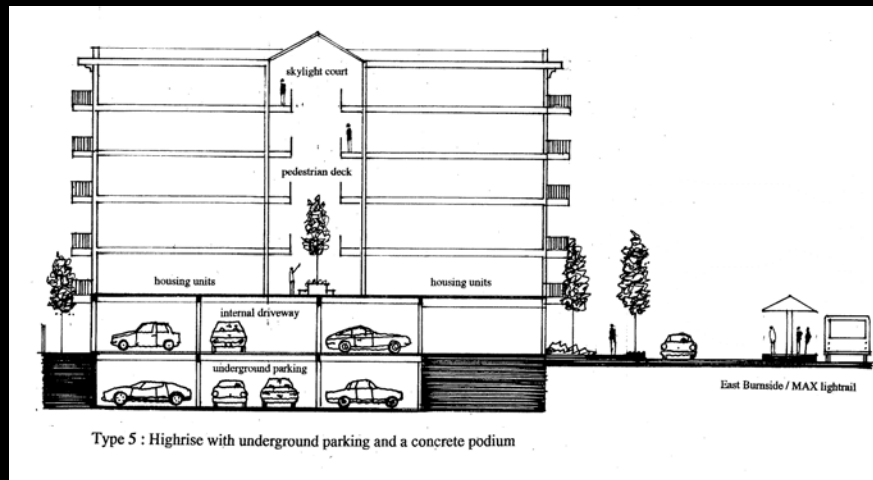 skylight court
pedestrian deck
housing units
housing units
internal driveway
underground parking
East Burnside / MAX lightrail
Type 5 : Highrise with underground parking and a concrete podium